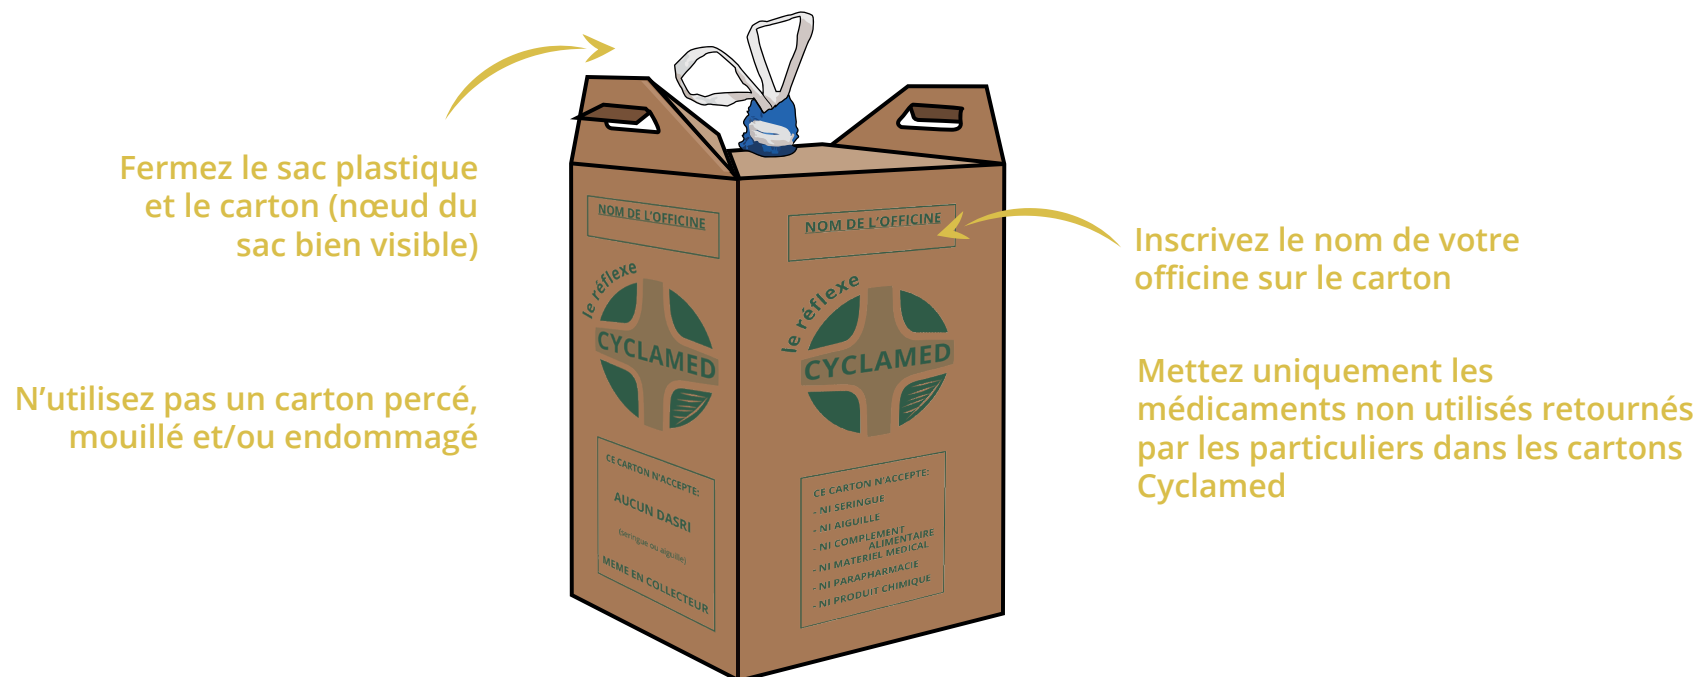 Fermez le sac plastique
et le carton (nœud du
sac bien visible)
N’utilisez pas un carton percé,
mouillé et/ou endommagé
NOM DE L’OFFICINE
le réflexe
CYCLAMED
CE CARTON N’ACCEPTE:
AUCUN DASRI
(seringue ou aiguille)
MEME EN COLLECTEUR
NOM DE L’OFFICINE
le réflexe
CYCLAMED
CE CARTON N’ACCEPTE:
- NI SERINGUE
- NI AIGUILLE
- NI COMPLEMENT
ALIMENTAIRE
- NI MATERIEL MEDICAL
- NI PARAPHARMACIE
- NI PRODUIT CHIMIQUE
Inscrivez le nom de votre
officine sur le carton
Mettez uniquement les
médicaments non utilisés retournés
par les particuliers dans les cartons
Cyclamed